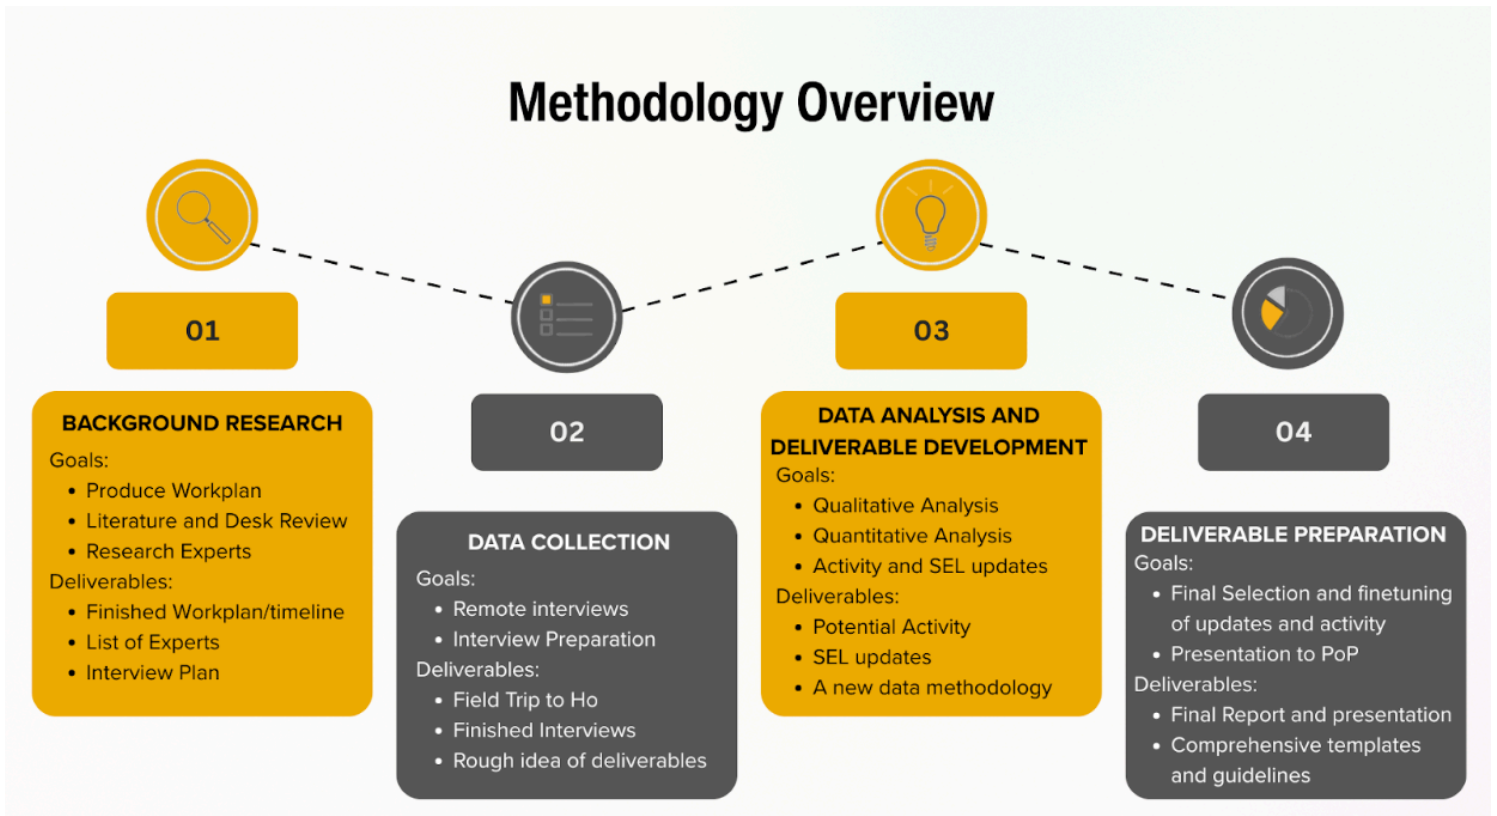 Methodology Overview
01
BACKGROUND RESEARCH
Goals:
• Produce Workplan
• Literature and Desk Review
• Research Experts
Deliverables:
• Finished Workplan/timeline
• List of Experts
• Interview Plan
02
DATA COLLECTION
Goals:
• Remote interviews
• Interview Preparation
Deliverables:
• Field Trip to Ho
• Finished Interviews
• Rough idea of deliverables
03
DATA ANALYSIS AND
DELIVERABLE DEVELOPMENT
Goals:
• Qualitative Analysis
• Quantitative Analysis
• Activity and SEL updates
Deliverables:
• Potential Activity
• SEL updates
• A new data methodology
04
DELIVERABLE PREPARATION
Goals:
• Final Selection and finetuning
of updates and activity
• Presentation to PoP
Deliverables:
• Final Report and presentation
• Comprehensive templates
and guidelines